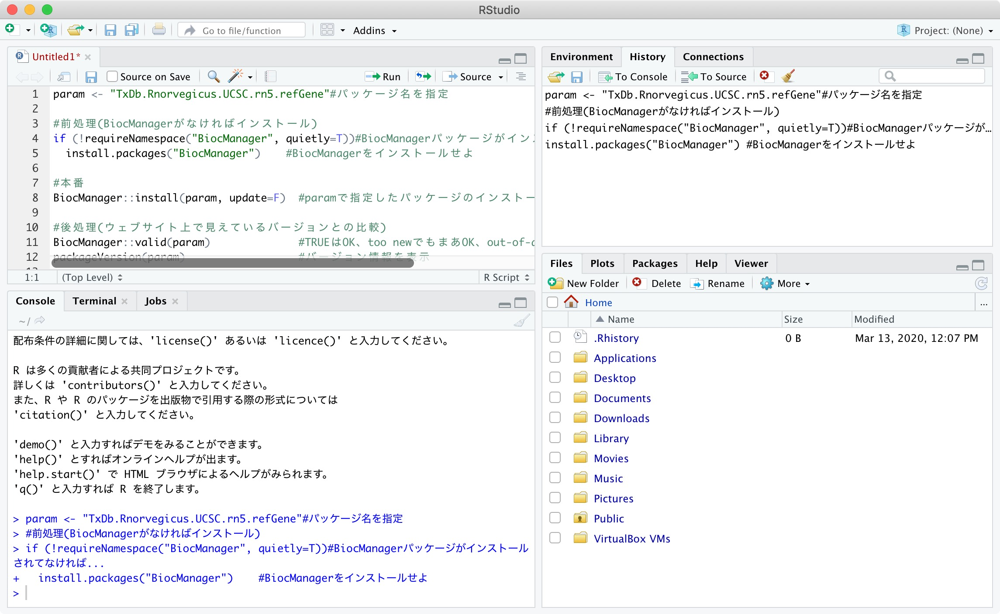 RStudio
Go to file/function
Addins
Project: (None)
Untitled1*
Source on Save
Run
Source
1 param <- "TxDb.Rnorvegicus.UCSC.rn5.refGene"#パッケージ名を指定
2
3 #前処理(BiocManagerがなければインストール)
4 if (!requireNamespace("BiocManager", quietly=T))#BiocManagerパッケージがイン
5   install.packages("BiocManager")    #BiocManagerをインストールせよ
6
7 #本番
8 BiocManager::install(param, update=F)  #paramで指定したパッケージのインストー
9
10 #後処理(ウェブサイト上で見えているバージョンとの比較)
11 BiocManager::valid(param)              #TRUEはOK、too newでもまあOK、out-of-
12 packageVersion(param)                  #バージョン情報を表示
1:1
(Top Level)
R Script
Console
Terminal
Jobs
~/
配布条件の詳細に関しては、'license()' あるいは 'licence()' と入力してください。
R は多くの貢献者による共同プロジェクトです。
詳しくは 'contributors()' と入力してください。
また、R や R のパッケージを出版物で引用する際の形式については
'citation()' と入力してください。
'demo()' と入力すればデモをみることができます。
'help()' とすればオンラインヘルプが出ます。
'help.start()' で HTML ブラウザによるヘルプがみられます。
'q()' と入力すれば R を終了します。
> param <- "TxDb.Rnorvegicus.UCSC.rn5.refGene"#パッケージ名を指定
> #前処理(BiocManagerがなければインストール)
> if (!requireNamespace("BiocManager", quietly=T))#BiocManagerパッケージがインストール
されてなければ...
+   install.packages("BiocManager")    #BiocManagerをインストールせよ
>
Environment
History
Connections
To Console
To Source
param <- "TxDb.Rnorvegicus.UCSC.rn5.refGene"#パッケージ名を指定
#前処理(BiocManagerがなければインストール)
if (!requireNamespace("BiocManager", quietly=T))#BiocManagerパッケージが…
install.packages("BiocManager") #BiocManagerをインストールせよ
Files
Plots
Packages
Help
Viewer
New Folder
Delete
Rename
More
Home
...
Name Size Modified
.Rhistory 0 B Mar 13, 2020, 12:07 PM
Applications
Desktop
Documents
Downloads
Library
Movies
Music
Pictures
Public
VirtualBox VMs